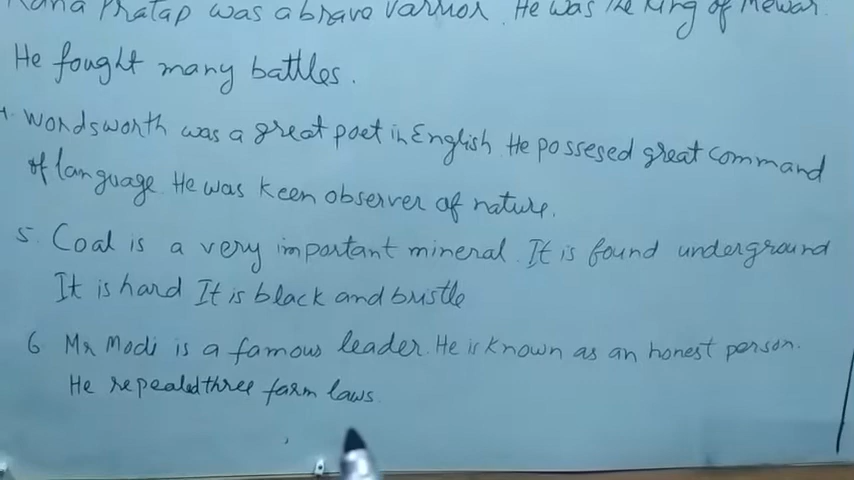 Rana Pratap was a brave Varrior. He was the King of Mewar.
He fought many battles.
4. Wordsworth was a great poet in English He possesed great command
of language. He was keen observer of nature.
5. Coal is a very important mineral. It is found underground
It is hard It is black and bristle
6 Mr Modi is a famous leader. He is known as an honest person.
He repealed three farm laws.